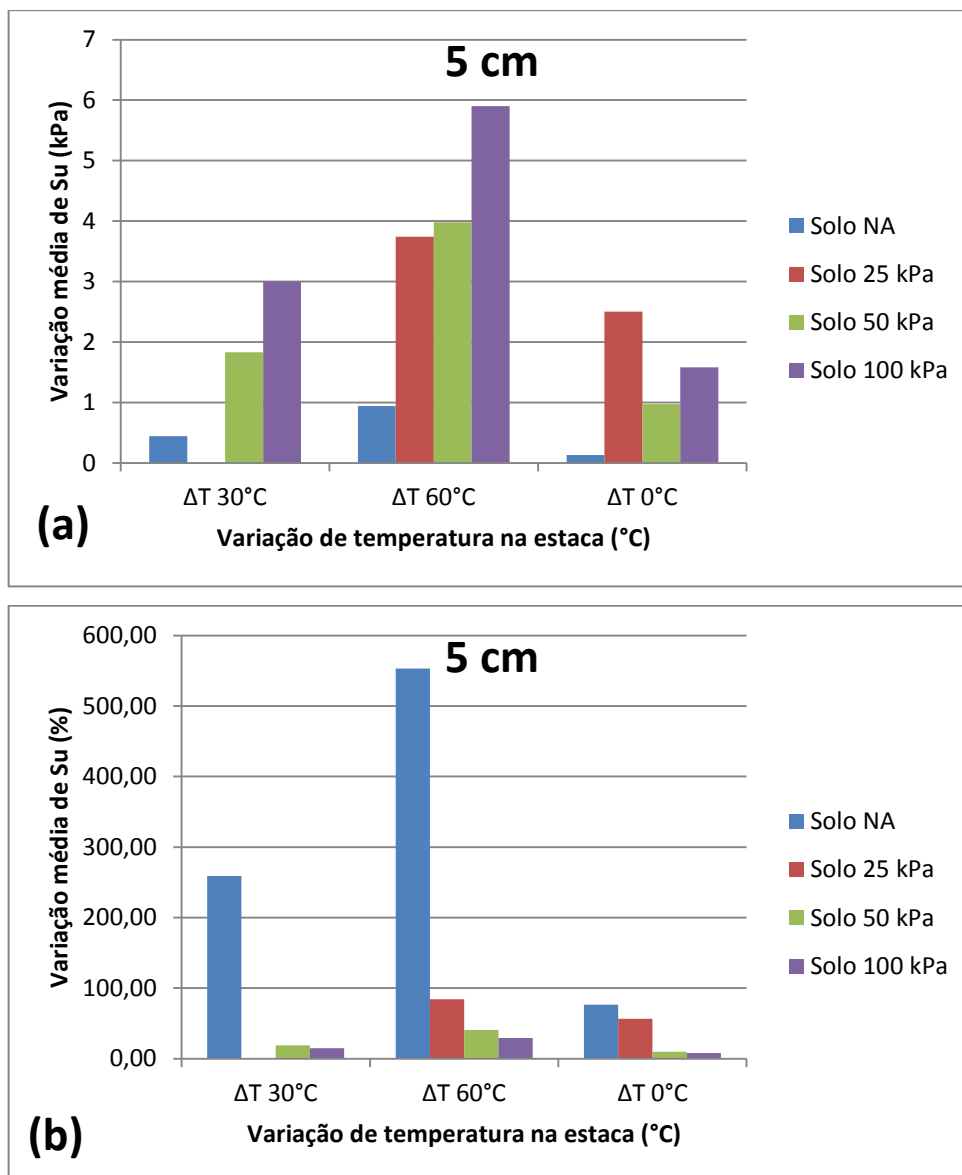 5 cm
Variação média de Su (kPa)
7
6
5
4
3
2
1
0
ΔT 30°C
ΔT 60°C
ΔT 0°C
Variação de temperatura na estaca (°C)
Solo NA
Solo 25 kPa
Solo 50 kPa
Solo 100 kPa
(a)
5 cm
Variação média de Su (%)
600,00
500,00
400,00
300,00
200,00
100,00
0,00
ΔT 30°C
ΔT 60°C
ΔT 0°C
Variação de temperatura na estaca (°C)
Solo NA
Solo 25 kPa
Solo 50 kPa
Solo 100 kPa
(b)